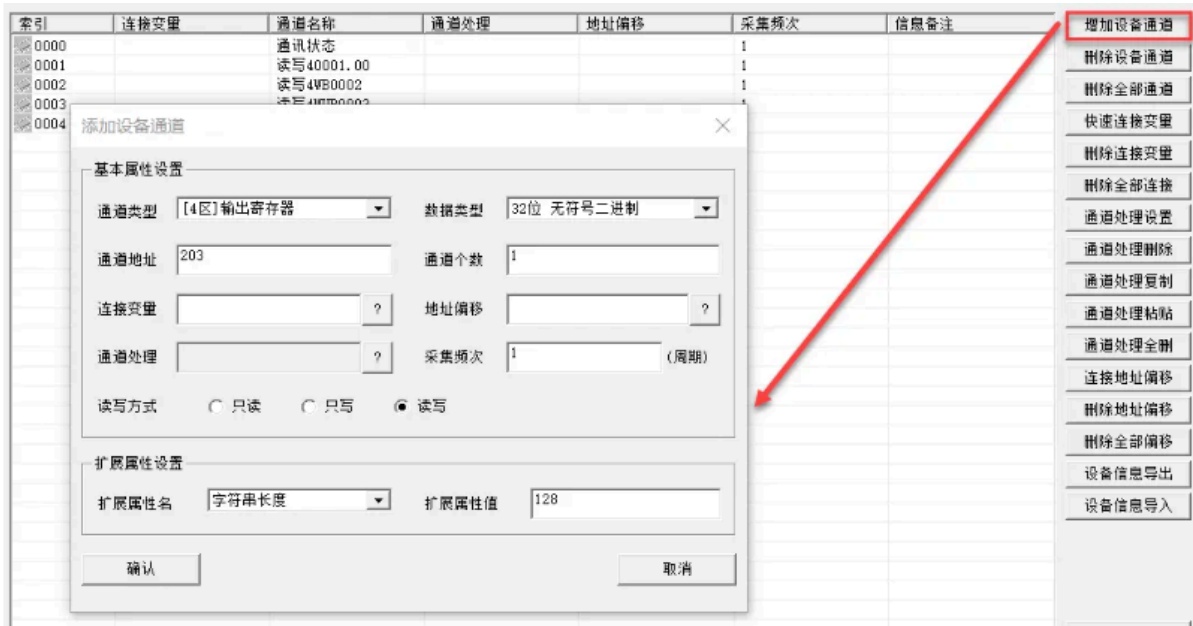 索引 连接变量 通道名称 通道处理 地址偏移 采集频次 信息备注
0000 通讯状态 1
0001 读写40001.00 1
0002 读写4WB0002 1
0003 1
0004
增加设备通道
删除设备通道
删除全部通道
快速连接变量
删除连接变量
删除全部连接
通道处理设置
通道处理删除
通道处理复制
通道处理粘贴
通道处理全删
连接地址偏移
删除地址偏移
删除全部偏移
设备信息导出
设备信息导入
添加设备通道
基本属性设置
通道类型 [4区]输出寄存器 数据类型 32位 无符号二进制
通道地址 203 通道个数 1
连接变量 ? 地址偏移 ?
通道处理 ? 采集频次 1 (周期)
读写方式 只读 只写 读写
扩展属性设置
扩展属性名 字符串长度 扩展属性值 128
确认 取消